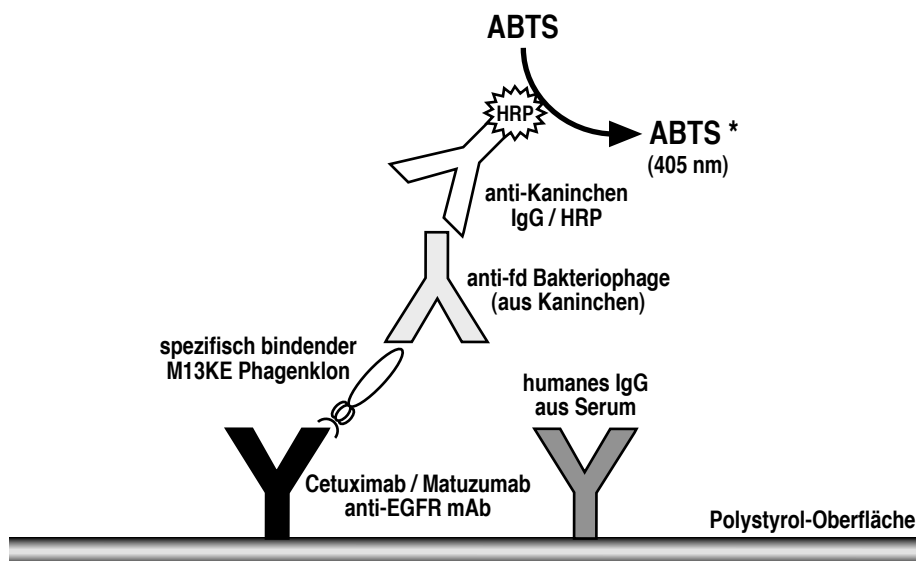 ABTS
HRP
ABTS *
(405 nm)
anti-Kaninchen
IgG / HRP
anti-fd Bakteriophage
(aus Kaninchen)
spezifisch bindender
M13KE Phagenklon
humanes IgG
aus Serum
Cetuximab / Matuzumab
anti-EGFR mAb
Polystyrol-Oberfläche